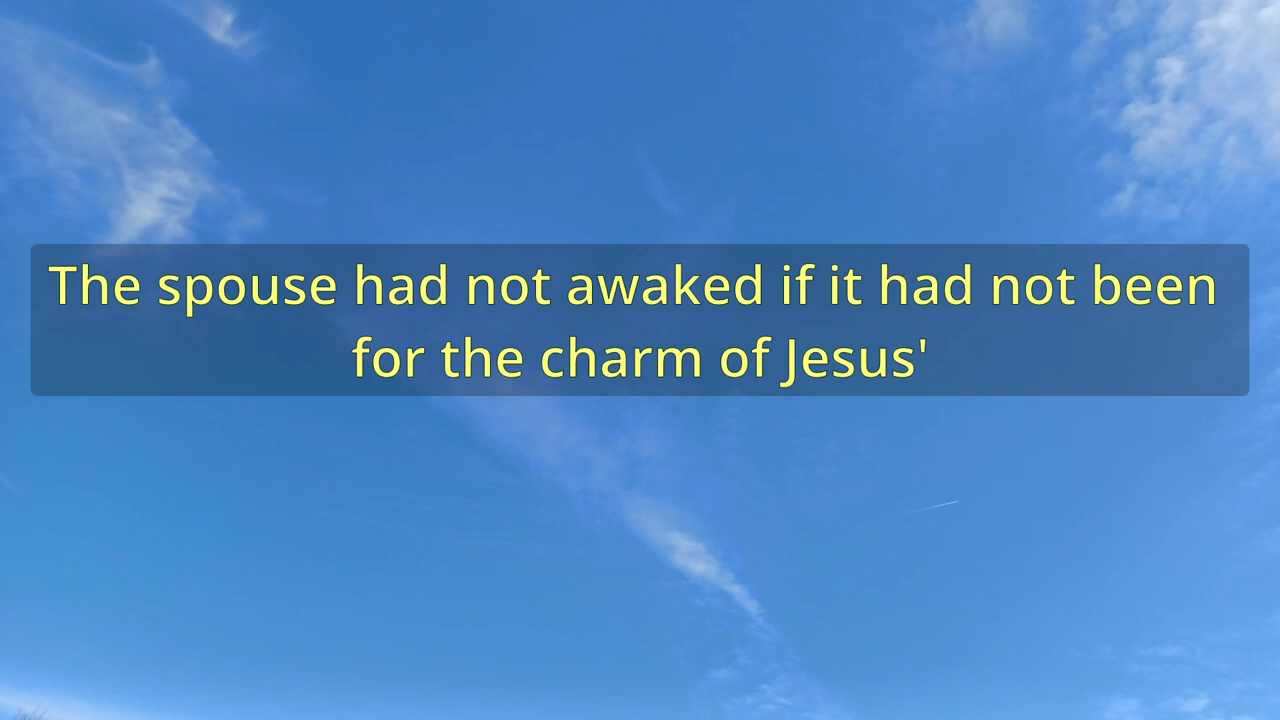 The spouse had not awaked if it had not been
for the charm of Jesus'